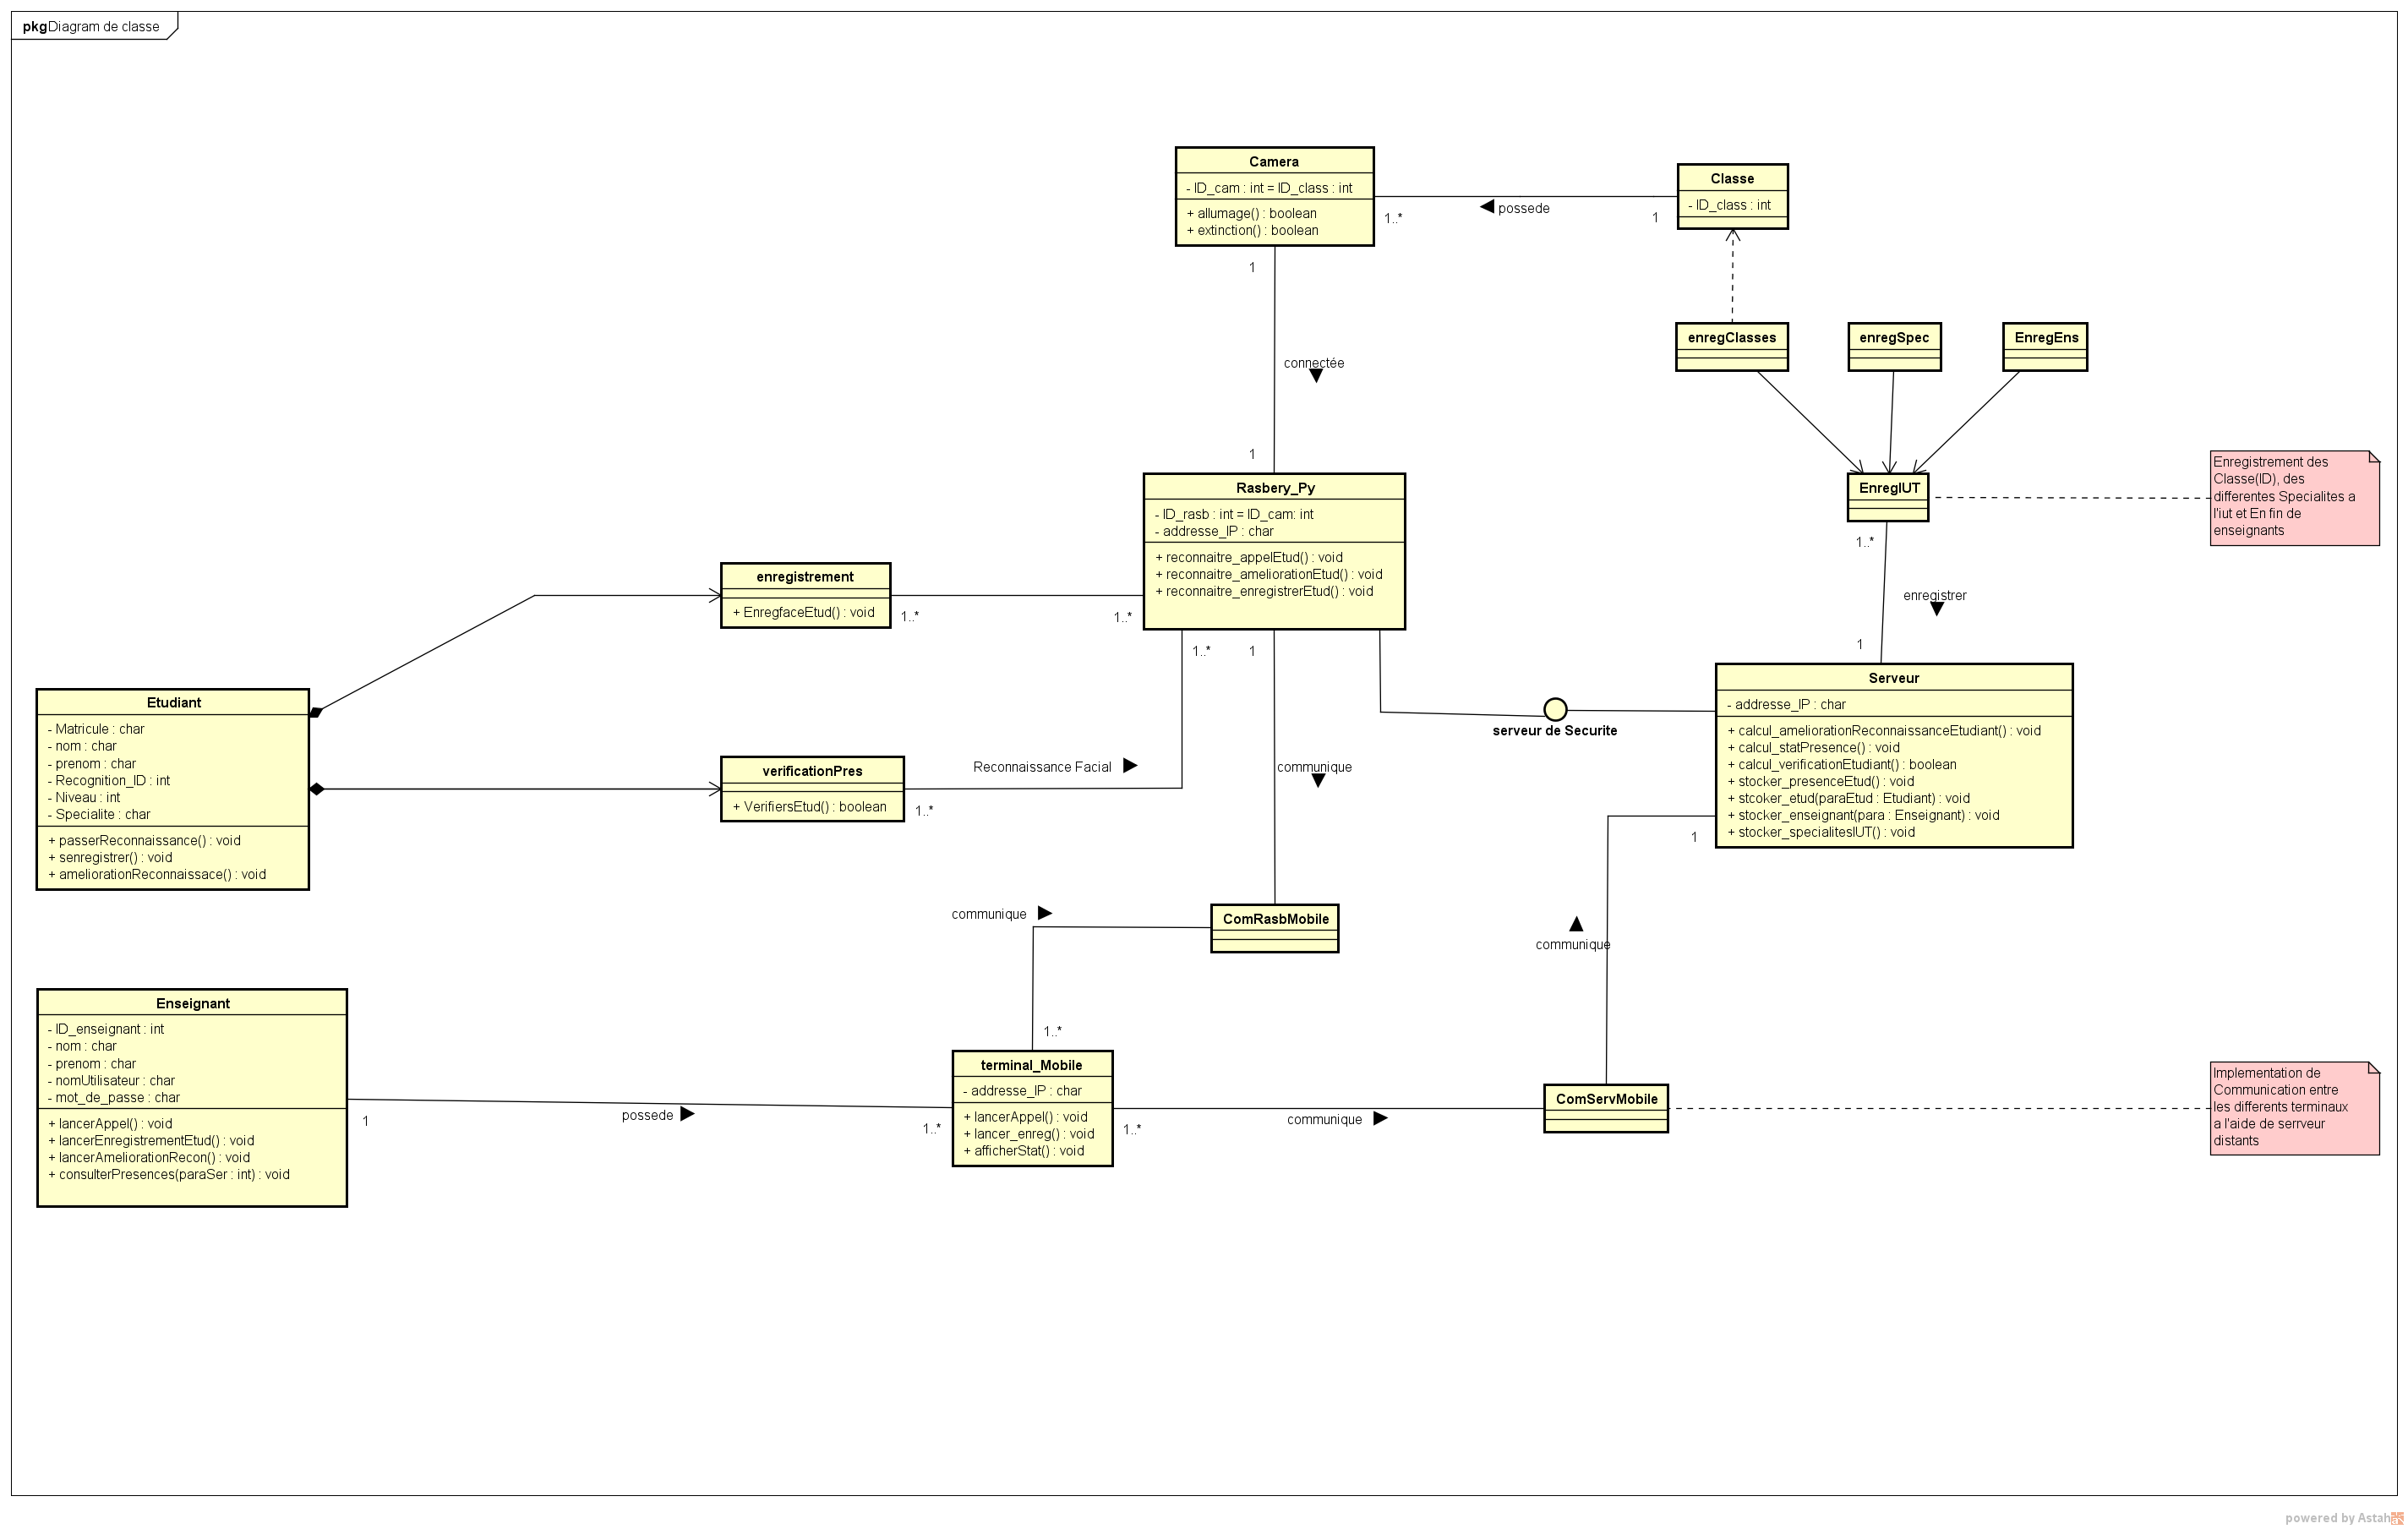 pkg Diagram de classe
Camera
- ID_cam : int = ID_class : int
+ allumage() : boolean
+ extinction() : boolean
1..*
possede
1
Classe
- ID_class : int
1
connectée
1
enregClasses
enregSpec
EnregEns
EnregIUT
Enregistrement des
Classe(ID), des
differentes Specialites a
l'iut et En fin de
enseignants
1..*
enregistrer
1
Rasbery_Py
- ID_rasb : int = ID_cam: int
- addresse_IP : char
+ reconnaitre_appelEtud() : void
+ reconnaitre_ameliorationEtud() : void
+ reconnaitre_enregistrerEtud() : void
enregistrement
+ EnregfaceEtud() : void
1..*
1..*
1..*
1
Etudiant
- Matricule : char
- nom : char
- prenom : char
- Recognition_ID : int
- Niveau : int
- Specialite : char
+ passerReconnaissance() : void
+ senregistrer() : void
+ ameliorationReconnaissace() : void
verificationPres
+ VerifiersEtud() : boolean
Reconnaissance Facial
1..*
communique
serveur de Securite
Serveur
- addresse_IP : char
+ calcul_ameliorationReconnaissanceEtudiant() : void
+ calcul_statPresence() : void
+ calcul_verificationEtudiant() : boolean
+ stocker_presenceEtud() : void
+ stcoker_etud(paraEtud : Etudiant) : void
+ stocker_enseignant(para : Enseignant) : void
+ stocker_specialitesIUT() : void
1
communique
ComRasbMobile
communique
1..*
Enseignant
- ID_enseignant : int
- nom : char
- prenom : char
- nomUtilisateur : char
- mot_de_passe : char
+ lancerAppel() : void
+ lancerEnregistrementEtud() : void
+ lancerAmeliorationRecon() : void
+ consulterPresences(paraSer : int) : void
1
possede
1..*
terminal_Mobile
- addresse_IP : char
+ lancerAppel() : void
+ lancer_enreg() : void
+ afficherStat() : void
1..*
communique
ComServMobile
Implementation de
Communication entre
les differents terminaux
a l'aide de serrveur
distants
powered by Astah